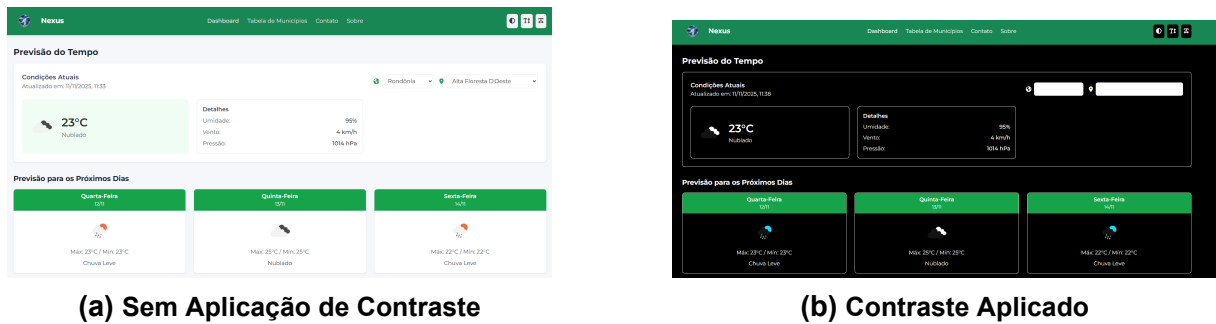 Nexus Dashboard Tabela de Municípios Contato Sobre
Previsão do Tempo
Condições Atuais
Atualizado em: 11/11/2025, 11:33
Rondônia Alta Floresta D'Oeste
23°C
Nublado
Detalhes
Umidade: 95%
Vento: 4 km/h
Pressão: 1014 hPa
Previsão para os Próximos Dias
Quarta-Feira
12/11
Máx: 23°C / Mín: 23°C
Chuva Leve
Quinta-Feira
13/11
Máx: 25°C / Mín: 25°C
Nublado
Sexta-Feira
14/11
Máx: 22°C / Mín: 22°C
Chuva Leve
(a) Sem Aplicação de Contraste
Nexus Dashboard Tabela de Municípios Contato Sobre
Previsão do Tempo
Condições Atuais
Atualizado em: 11/11/2025, 11:38
23°C
Nublado
Detalhes
Umidade: 95%
Vento: 4 km/h
Pressão: 1014 hPa
Previsão para os Próximos Dias
Quarta-Feira
12/11
Máx: 23°C / Mín: 23°C
Chuva Leve
Quinta-Feira
13/11
Máx: 25°C / Mín: 25°C
Nublado
Sexta-Feira
14/11
Máx: 22°C / Mín: 22°C
Chuva Leve
(b) Contraste Aplicado